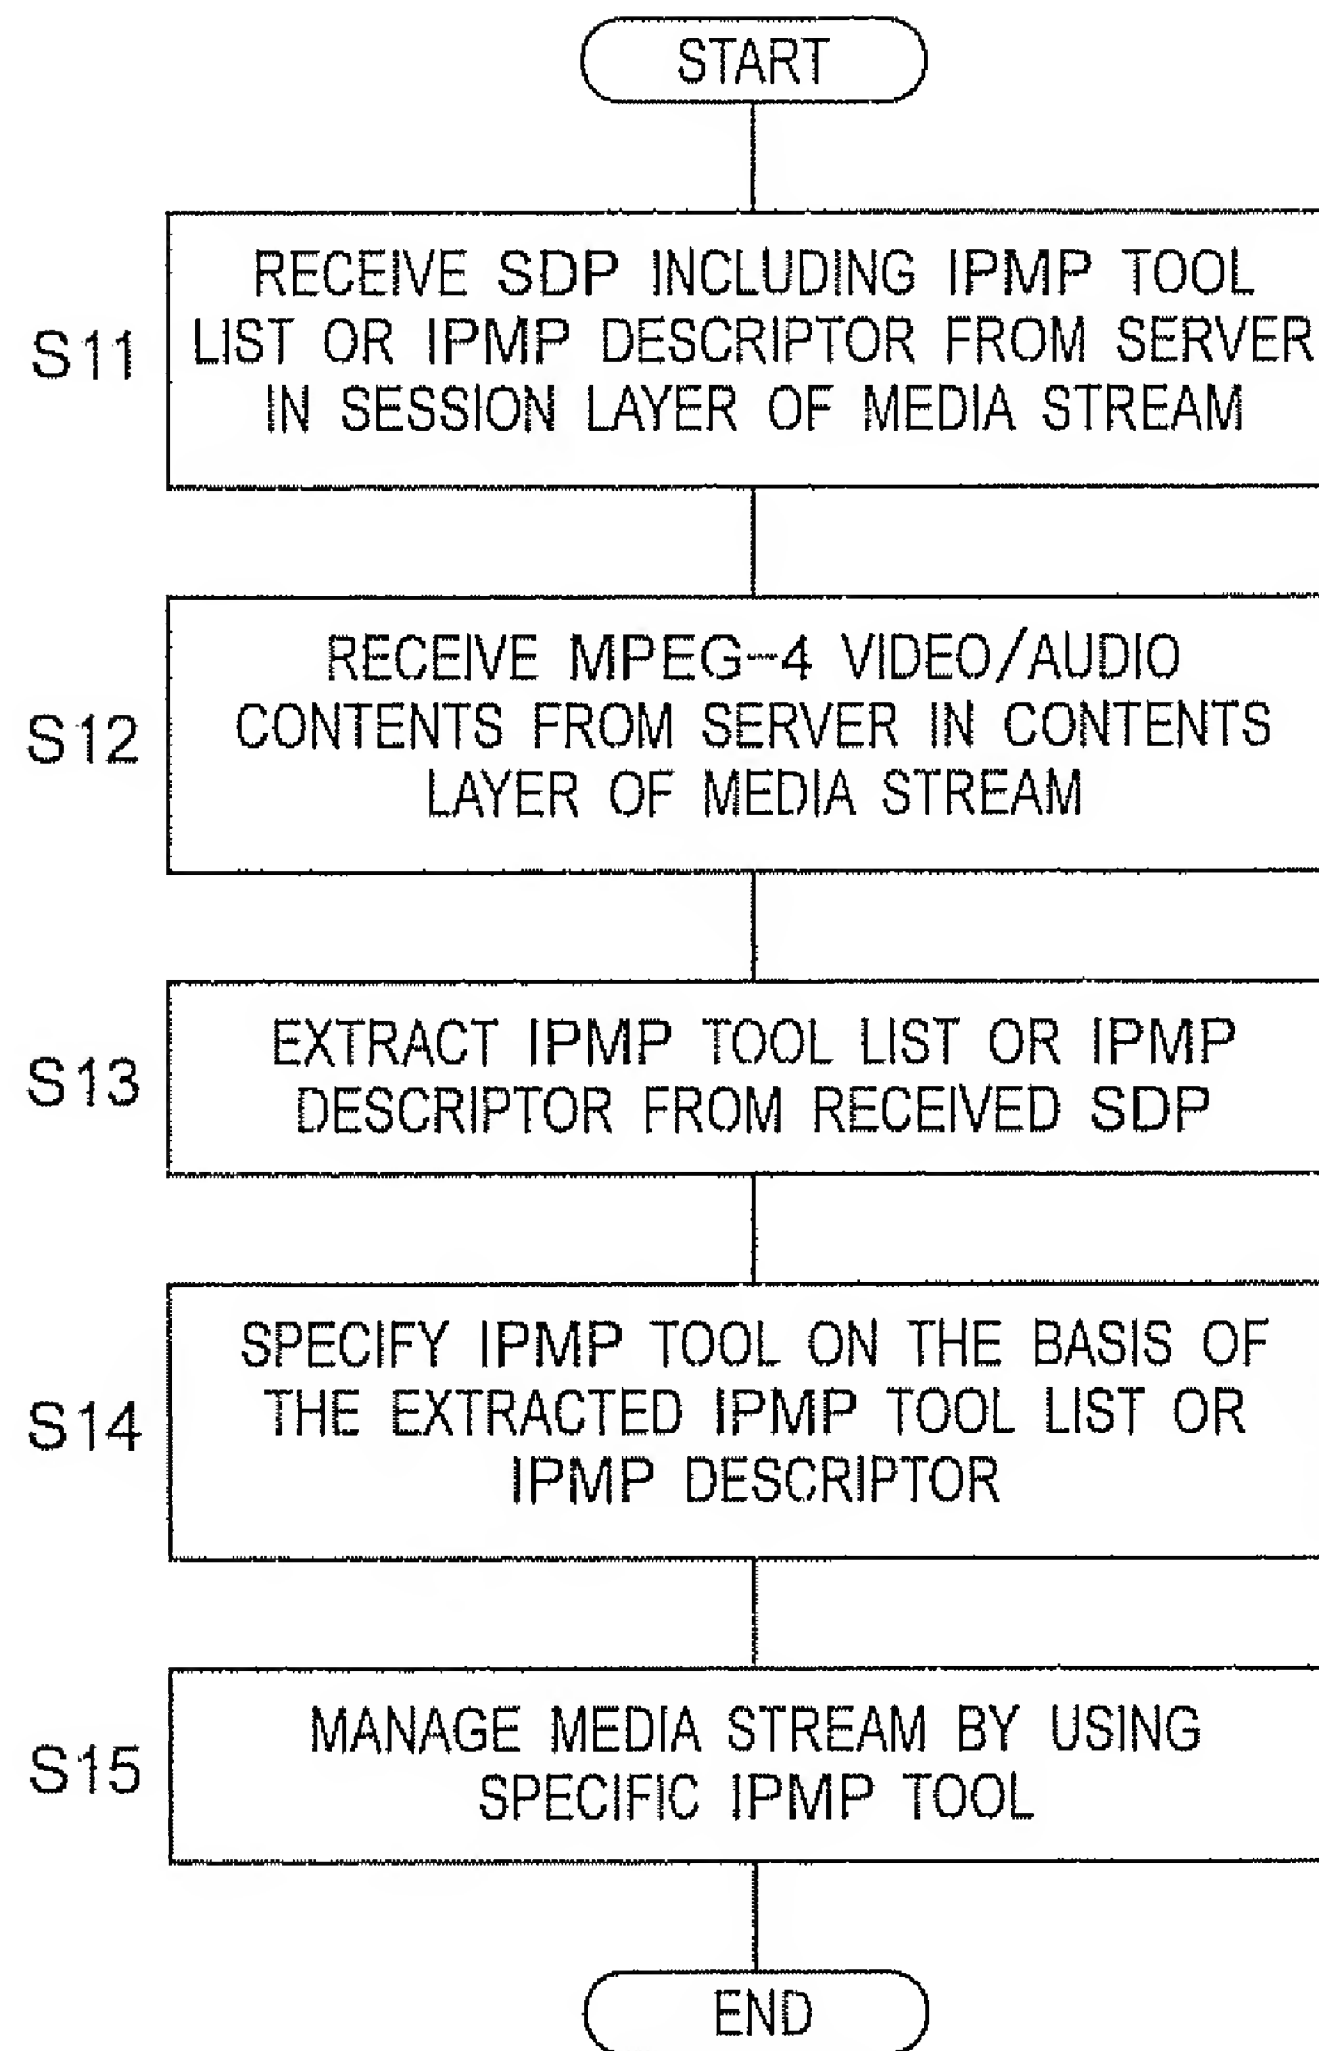 START
S11
RECEIVE SDP INCLUDING IPMP TOOL
LIST OR IPMP DESCRIPTOR FROM SERVER
IN SESSION LAYER OF MEDIA STREAM
S12
RECEIVE MPEG-4 VIDEO/AUDIO
CONTENTS FROM SERVER IN CONTENTS
LAYER OF MEDIA STREAM
S13
EXTRACT IPMP TOOL LIST OR IPMP
DESCRIPTOR FROM RECEIVED SDP
S14
SPECIFY IPMP TOOL ON THE BASIS OF
THE EXTRACTED IPMP TOOL LIST OR
IPMP DESCRIPTOR
S15
MANAGE MEDIA STREAM BY USING
SPECIFIC IPMP TOOL
END